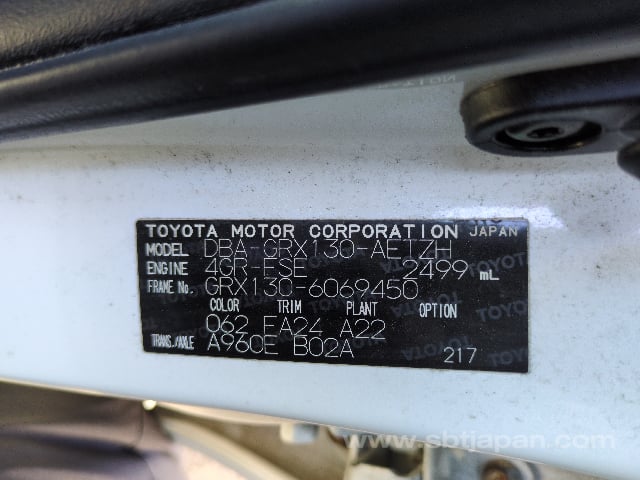 TOYOTA MOTOR CORPORATION JAPAN
MODEL DBA-GRX130-AETZH
ENGINE 4GR-FSE 2499 mL
FRAME No. GRX130-6069450
COLOR TRIM PLANT OPTION
062 FA24 A22
TRANS./AXLE A960E B02A 217
www.sbtjapan.com